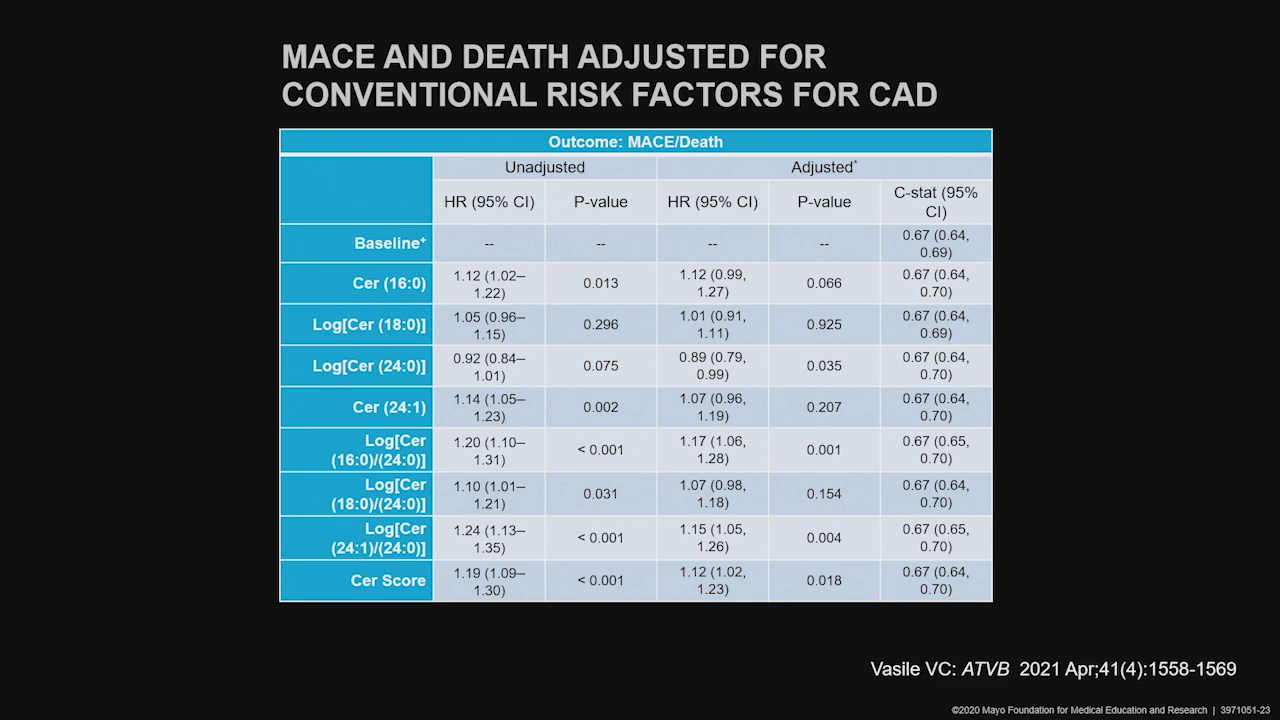 MACE AND DEATH ADJUSTED FOR
CONVENTIONAL RISK FACTORS FOR CAD
Outcome: MACE/Death
Unadjusted Adjusted*
HR (95% CI) P-value HR (95% CI) P-value C-stat (95% 
CI)
Baseline+ -- -- -- -- 0.67 (0.64,
0.69)
Cer (16:0) 1.12 (1.02–
1.22) 0.013 1.12 (0.99,
1.27) 0.066 0.67 (0.64,
0.70)
Log[Cer (18:0)] 1.05 (0.96–
1.15) 0.296 1.01 (0.91,
1.11) 0.925 0.67 (0.64,
0.69)
Log[Cer (24:0)] 0.92 (0.84–
1.01) 0.075 0.89 (0.79,
0.99) 0.035 0.67 (0.64,
0.70)
Cer (24:1) 1.14 (1.05–
1.23) 0.002 1.07 (0.96,
1.19) 0.207 0.67 (0.64,
0.70)
Log[Cer
(16:0)/(24:0)] 1.20 (1.10–
1.31) < 0.001 1.17 (1.06,
1.28) 0.001 0.67 (0.65,
0.70)
Log[Cer
(18:0)/(24:0)] 1.10 (1.01–
1.21) 0.031 1.07 (0.98,
1.18) 0.154 0.67 (0.64,
0.70)
Log[Cer
(24:1)/(24:0)] 1.24 (1.13–
1.35) < 0.001 1.15 (1.05,
1.26) 0.004 0.67 (0.65,
0.70)
Cer Score 1.19 (1.09–
1.30) < 0.001 1.12 (1.02,
1.23) 0.018 0.67 (0.64,
0.70)
Vasile VC: ATVB 2021 Apr;41(4):1558-1569
©2020 Mayo Foundation for Medical Education and Research | 3971051-23